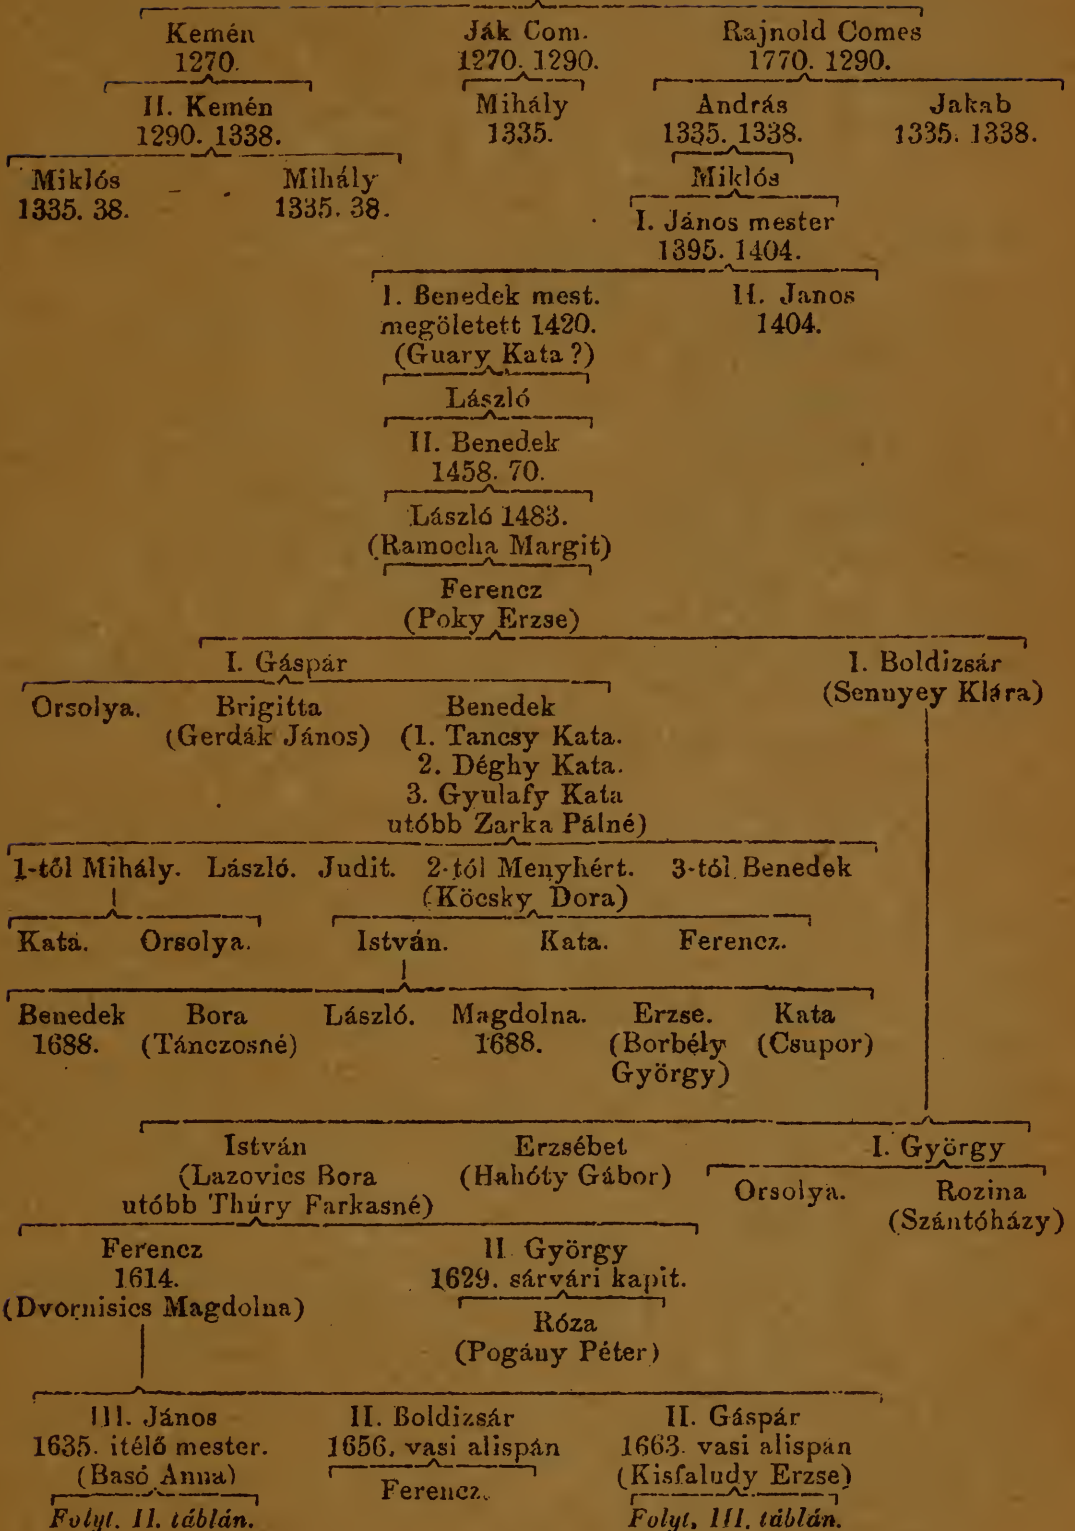 Kemén Ják Com. Rajnold Comes
1270. 1270. 1290. 1770. 1290.
II. Kemén Mihály András Jakab
1290. 1338. 1335. 1335. 1338. 1335. 1338.
Miklós Mihály Miklós
1335. 38. 1335. 38.
I. János mester
1395. 1404.
I. Benedek mest. II. Janos
megöletett 1420. 1404.
(Guary Kata ?)
László
II. Benedek
1458. 70.
László 1483.
(Ramocha Margit)
Ferencz
(Poky Erzse)
I. Gáspár I. Boldizsár
(Sennyey Klára)
Orsolya. Brigitta Benedek
(Gerdák János) (1. Tancsy Kata.
2. Déghy Kata.
3. Gyulafy Kata
utóbb Zarka Pálné)
1-től Mihály. László. Judit. 2-tól Menyhért. 3-tól Benedek
(Köcsky Dora)
Kata. Orsolya. István. Kata. Ferencz.
Benedek Bora László. Magdolna. Erzse. Kata
1688. (Tánczosné) 1688. (Borbély (Csupor)
György)
István Erzsébet I. György
(Lazovics Bora (Hahóty Gábor)
utóbb Thúry Farkasné) Orsolya. Rozina
(Szántóházy)
Ferencz II György
1614. 1629. sárvári kapit.
(Dvornisics Magdolna) Róza
(Pogány Péter)
III. János II. Boldizsár II. Gáspár
1635. itélő mester. 1656. vasi alispán 1663. vasi alispán
(Basó Anna) Ferencz. (Kisfaludy Erzse)
Folyt. II. táblán. Folyt. III. táblán.